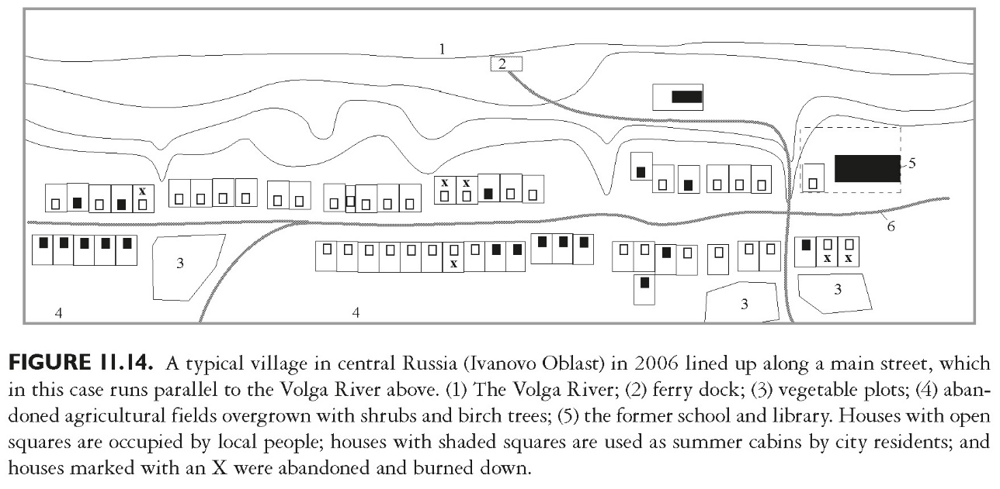 1
2
5
x
x x
6
3
x
x x
3
3
4
4
FIGURE 11.14. A typical village in central Russia (Ivanovo Oblast) in 2006 lined up along a main street, which
in this case runs parallel to the Volga River above. (1) The Volga River; (2) ferry dock; (3) vegetable plots; (4) aban-
doned agricultural fields overgrown with shrubs and birch trees; (5) the former school and library. Houses with open
squares are occupied by local people; houses with shaded squares are used as summer cabins by city residents; and
houses marked with an X were abandoned and burned down.